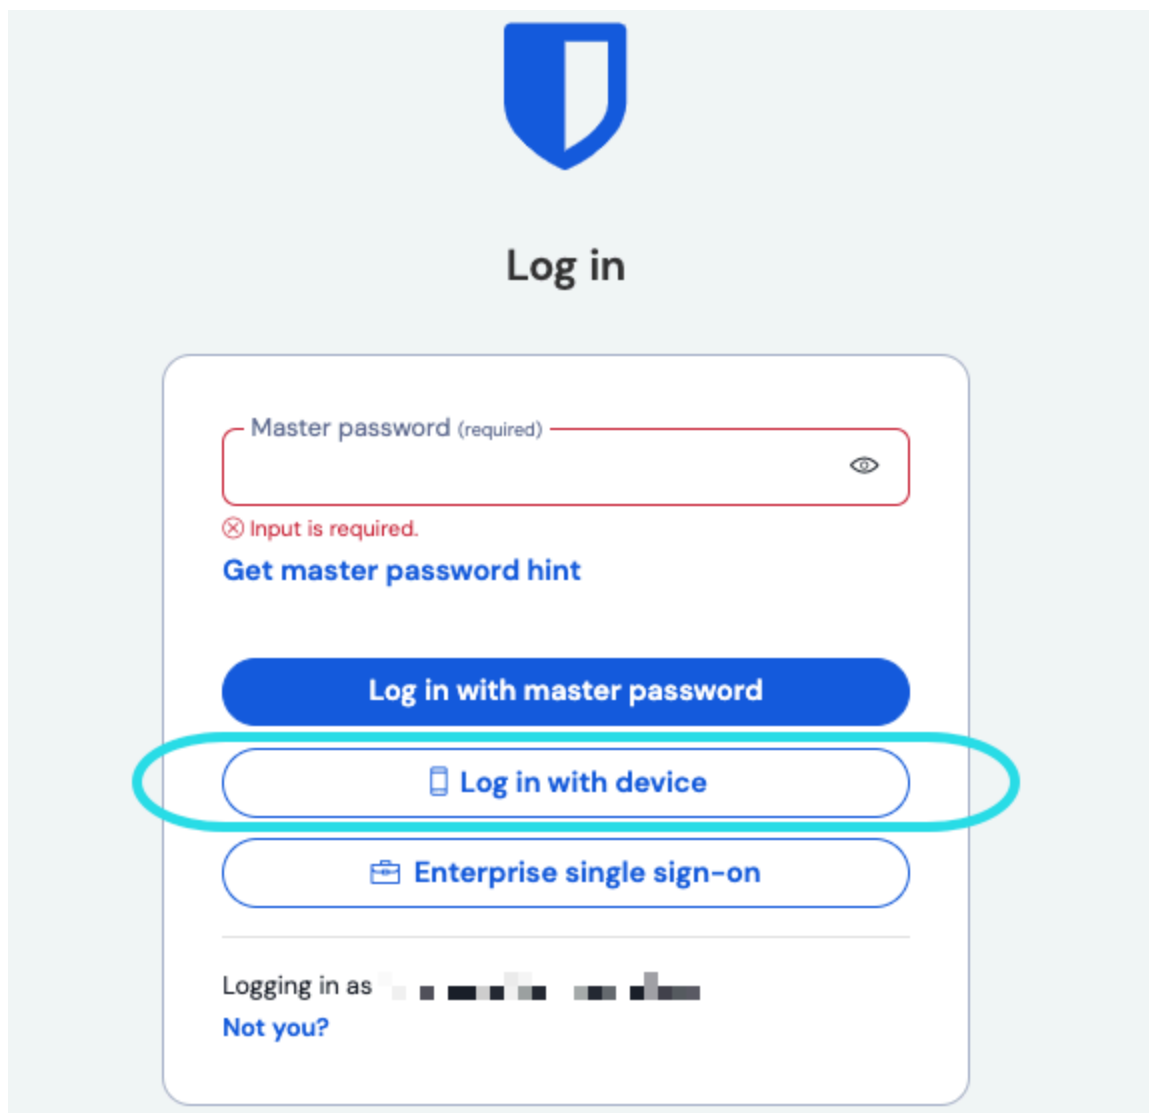 Log in
Master password (required)
Input is required.
Get master password hint
Log in with master password
Log in with device
Enterprise single sign-on
Logging in as
Not you?